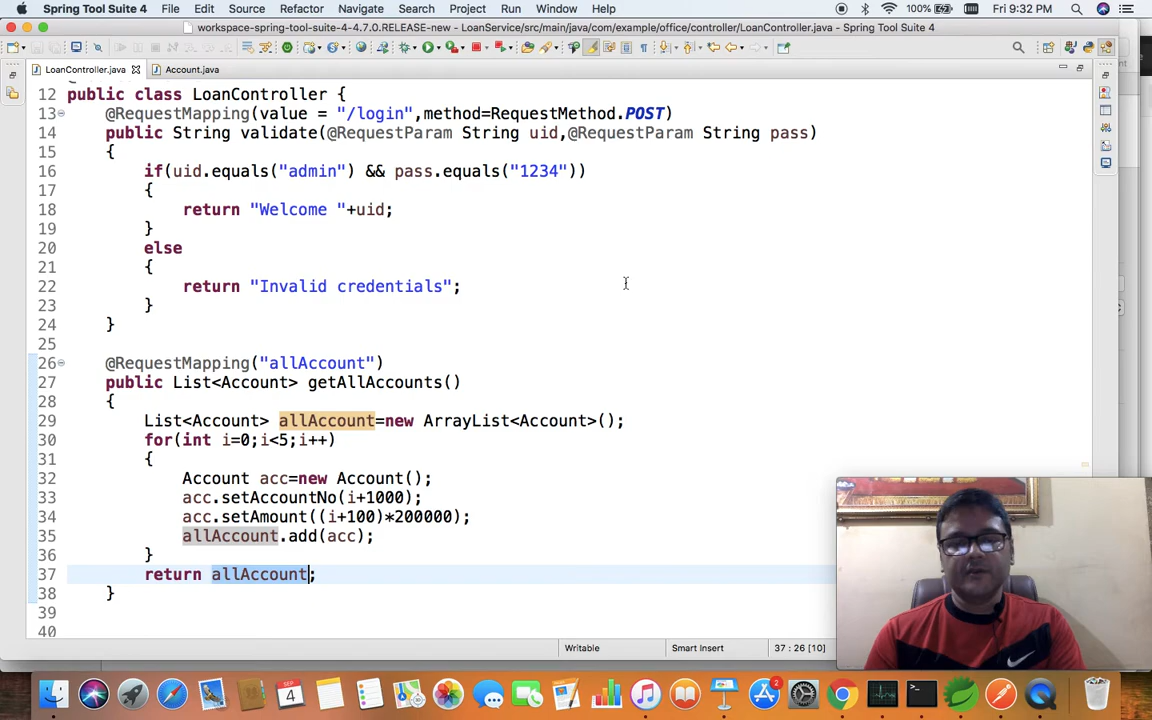 Spring Tool Suite 4 File Edit Source Refactor Navigate Search Project Run Window Help 100% Fri 9:32 PM
workspace-spring-tool-suite-4-4.7.0.RELEASE-new - LoanService/src/main/java/com/example/office/controller/LoanController.java - Spring Tool Suite 4
LoanController.java Account.java
12 public class LoanController {
13 @RequestMapping(value = "/login",method=RequestMethod.POST)
14 public String validate(@RequestParam String uid,@RequestParam String pass)
15 {
16 if(uid.equals("admin") && pass.equals("1234"))
17 {
18 return "Welcome "+uid;
19 }
20 else
21 {
22 return "Invalid credentials";
23 }
24 }
25
26 @RequestMapping("allAccount")
27 public List<Account> getAllAccounts()
28 {
29 List<Account> allAccount=new ArrayList<Account>();
30 for(int i=0;i<5;i++)
31 {
32 Account acc=new Account();
33 acc.setAccountNo(i+1000);
34 acc.setAmount((i+100)*200000);
35 allAccount.add(acc);
36 }
37 return allAccount;
38 }
39
40
Writable Smart Insert 37 : 26 [10]
SEP
4
2